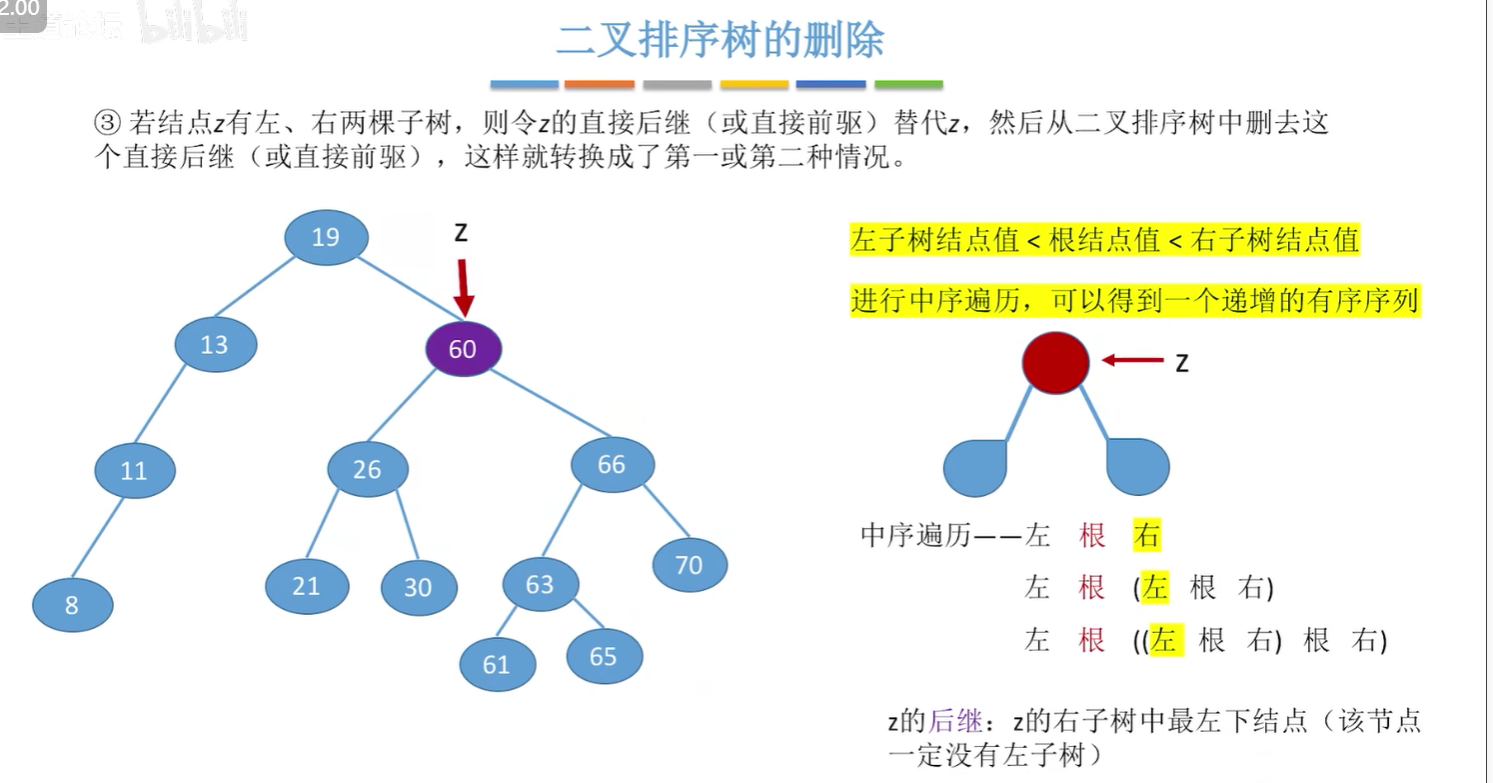 2.00
bilibili
二叉排序树的删除
③ 若结点z有左、右两棵子树，则令z的直接后继（或直接前驱）替代z，然后从二叉排序树中删去这
个直接后继（或直接前驱），这样就转换成了第一或第二种情况。
19
z
左子树结点值 < 根结点值 < 右子树结点值
进行中序遍历，可以得到一个递增的有序序列
13
60
z
11
26
66
中序遍历——左 根 右
8
21
30
63
70
左 根 (左 根 右)
61
65
左 根 ((左 根 右) 根 右)
z的后继：z的右子树中最左下结点（该节点
一定没有左子树）